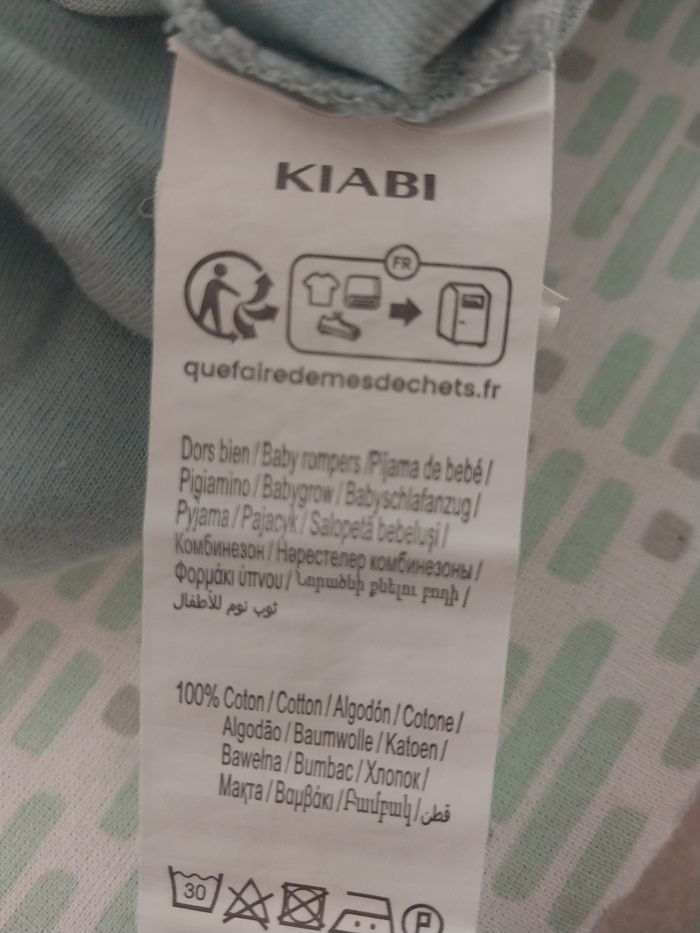 KIABI
FR
quefairedemesdechets.fr
Dors bien / Baby rompers /Pijama de bebé /
Pigiamino / Babygrow / Babyschlafanzug /
Pyjama / Pajacyk / Salopetă bebeluși /
Комбинезон / Нәрестелер комбинезоны /
Φορμάκι ύπνου / Նորածնի քնելու բոդի /
ثوب نوم للأطفال
100% Coton / Cotton / Algodón / Cotone /
Algodão / Baumwolle / Katoen /
Bawełna / Bumbac / Хлопок /
Мақта / Βαμβάκι / Բամբակ / قطن
30 P